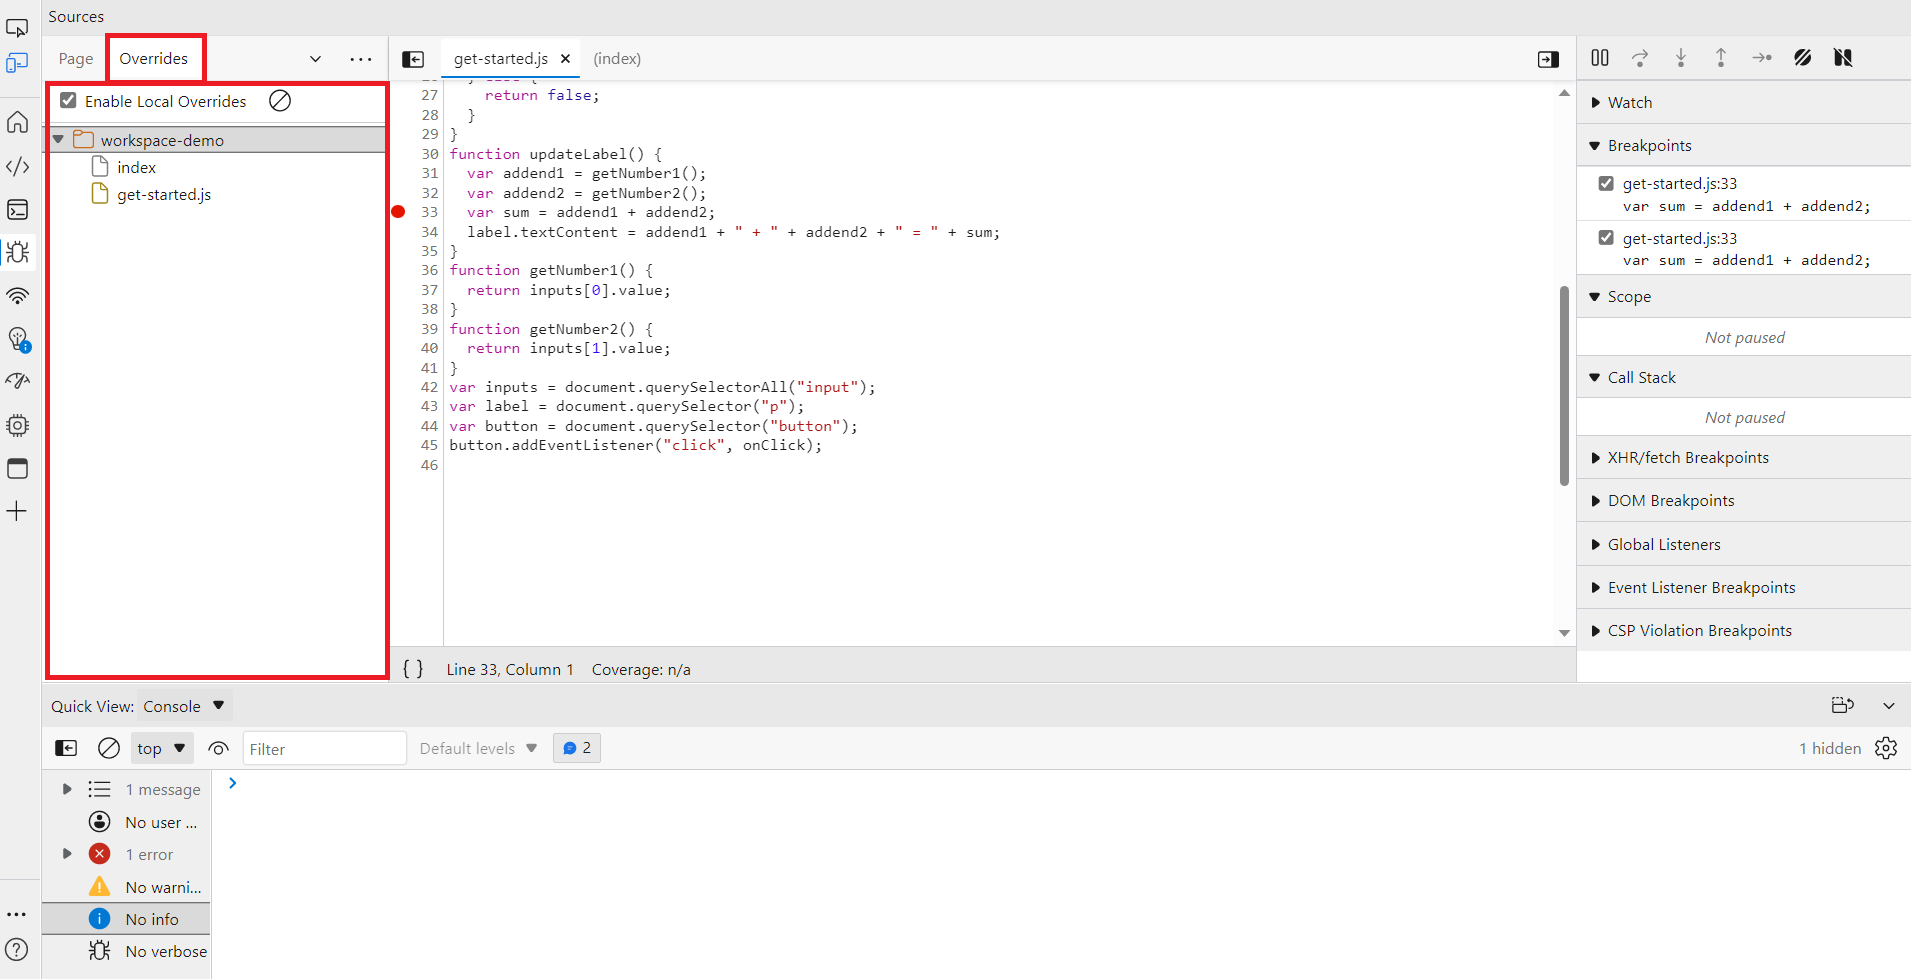 Sources
Page
Overrides
Enable Local Overrides
workspace-demo
index
get-started.js
get-started.js
(index)
27 return false;
28 }
29 }
30 function updateLabel() {
31 var addend1 = getNumber1();
32 var addend2 = getNumber2();
33 var sum = addend1 + addend2;
34 label.textContent = addend1 + " + " + addend2 + " = " + sum;
35 }
36 function getNumber1() {
37 return inputs[0].value;
38 }
39 function getNumber2() {
40 return inputs[1].value;
41 }
42 var inputs = document.querySelectorAll("input");
43 var label = document.querySelector("p");
44 var button = document.querySelector("button");
45 button.addEventListener("click", onClick);
46
{ } Line 33, Column 1 Coverage: n/a
Watch
Breakpoints
get-started.js:33
var sum = addend1 + addend2;
get-started.js:33
var sum = addend1 + addend2;
Scope
Not paused
Call Stack
Not paused
XHR/fetch Breakpoints
DOM Breakpoints
Global Listeners
Event Listener Breakpoints
CSP Violation Breakpoints
Quick View: Console
top
Filter
Default levels
2
1 hidden
1 message
No user ...
1 error
No warni...
No info
No verbose